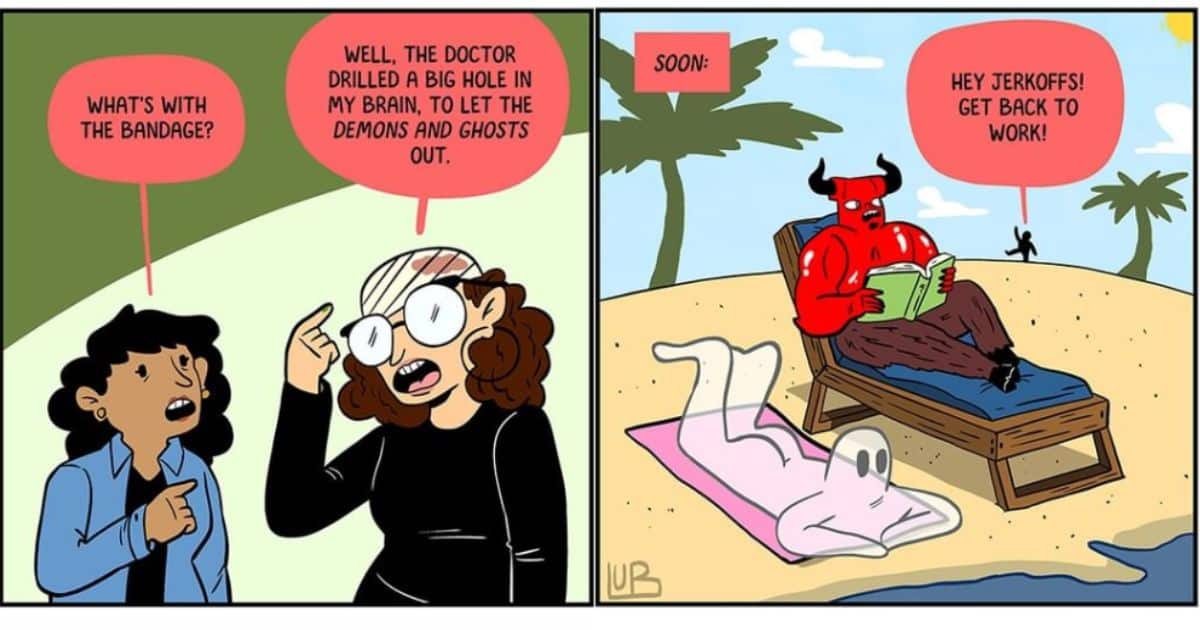 WHAT'S WITH
THE BANDAGE?
WELL, THE DOCTOR
DRILLED A BIG HOLE IN
MY BRAIN, TO LET THE
DEMONS AND GHOSTS
OUT.
SOON:
HEY JERKOFFS!
GET BACK TO
WORK!
LUB